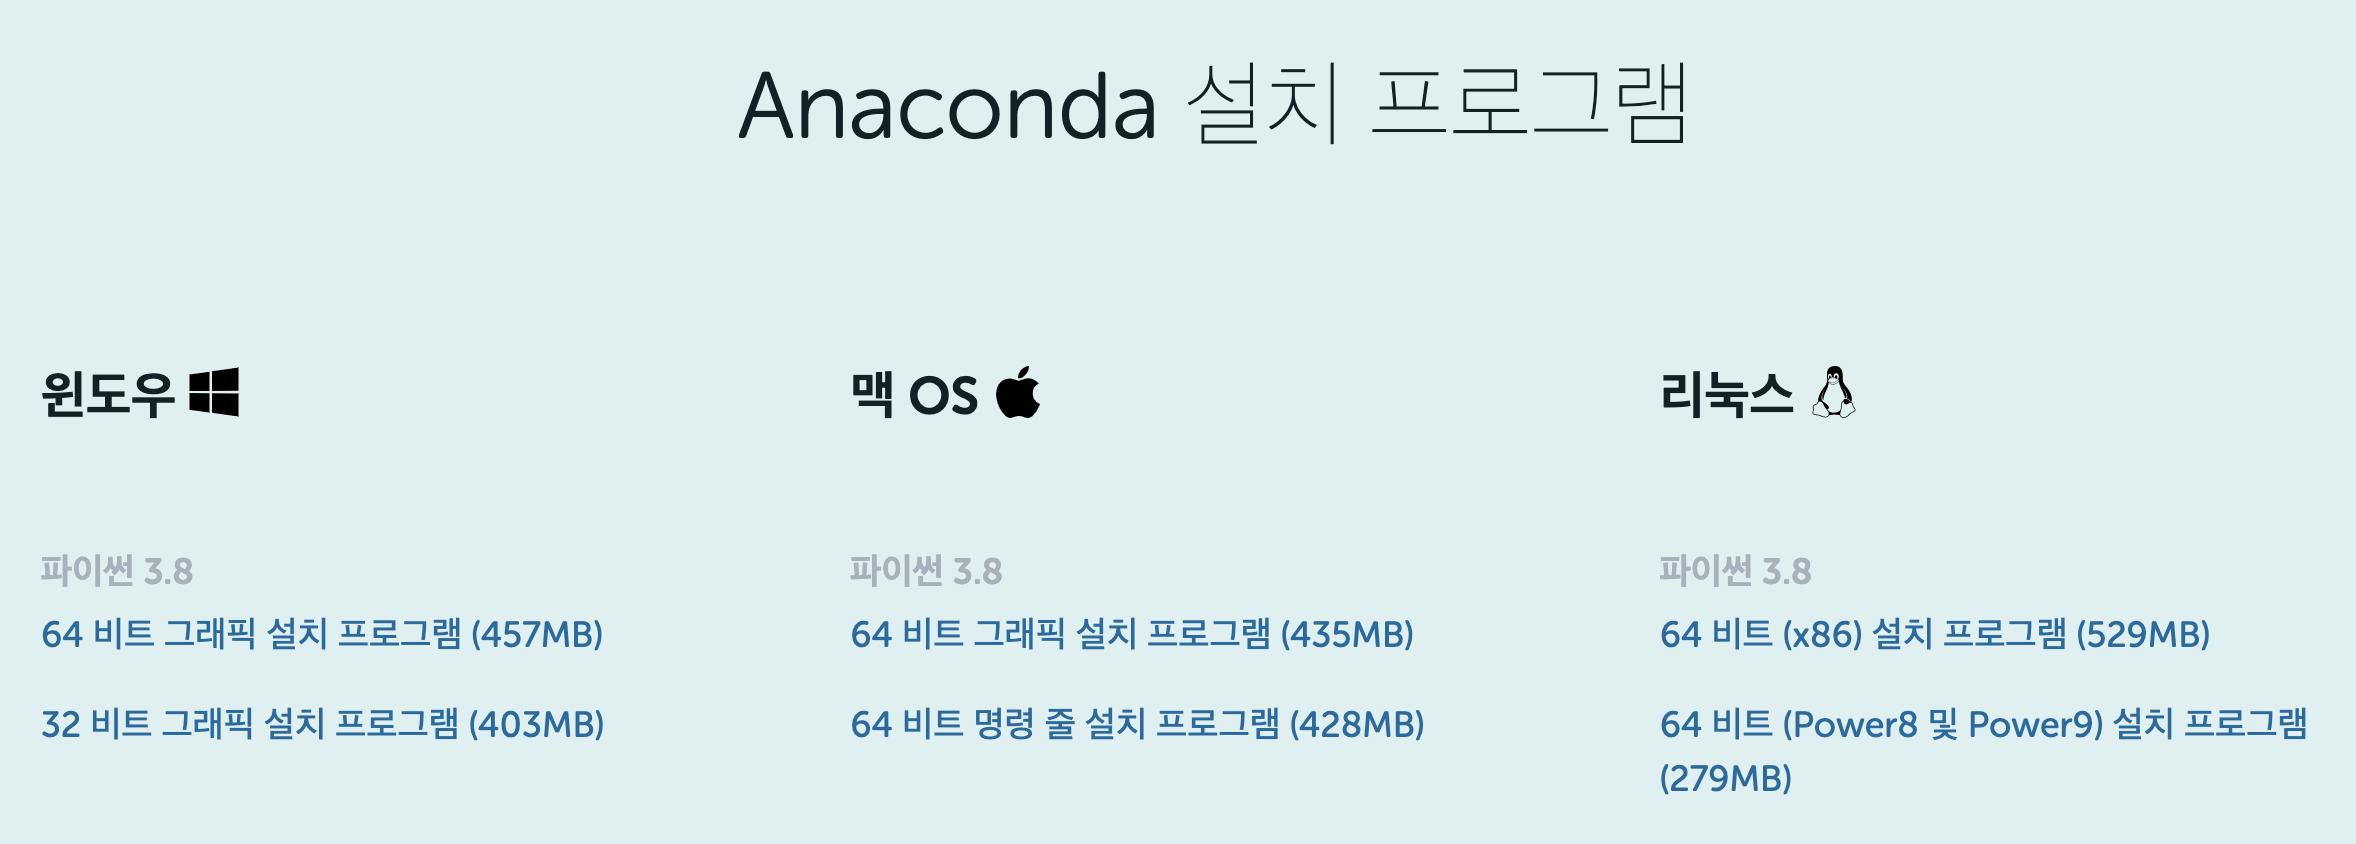 Anaconda 설치 프로그램
윈도우
파이썬 3.8
64 비트 그래픽 설치 프로그램 (457MB)
32 비트 그래픽 설치 프로그램 (403MB)
맥 OS
파이썬 3.8
64 비트 그래픽 설치 프로그램 (435MB)
64 비트 명령 줄 설치 프로그램 (428MB)
리눅스
파이썬 3.8
64 비트 (x86) 설치 프로그램 (529MB)
64 비트 (Power8 및 Power9) 설치 프로그램
(279MB)